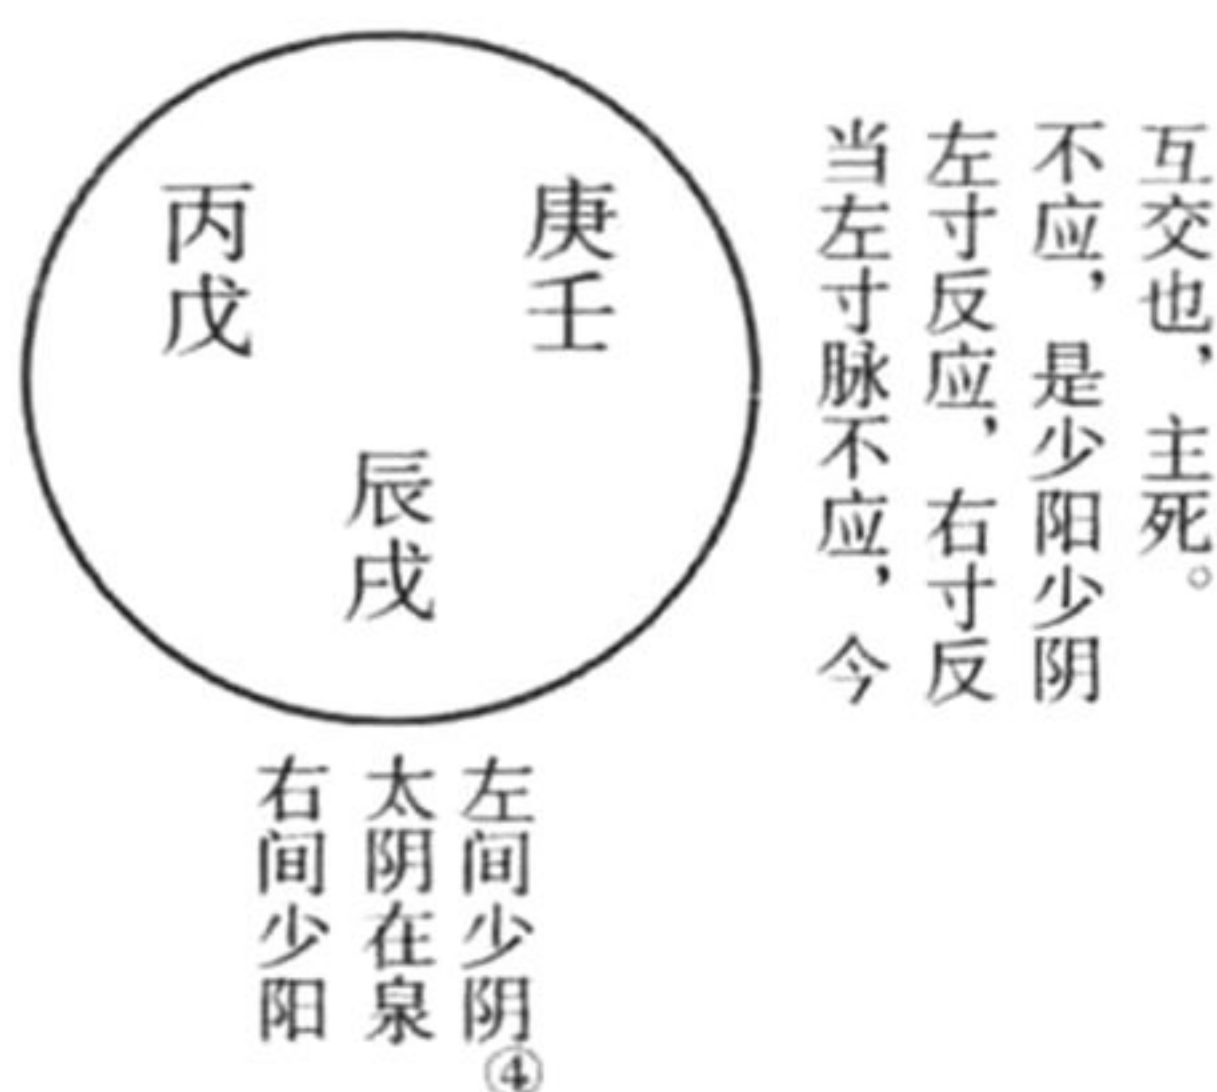 丙戊
庚壬
辰戌
右间少阳
太阴在泉
左间少阴④
当左寸脉不应，今
左寸反应，右寸反
不应，是少阳少阴
互交也，主死。